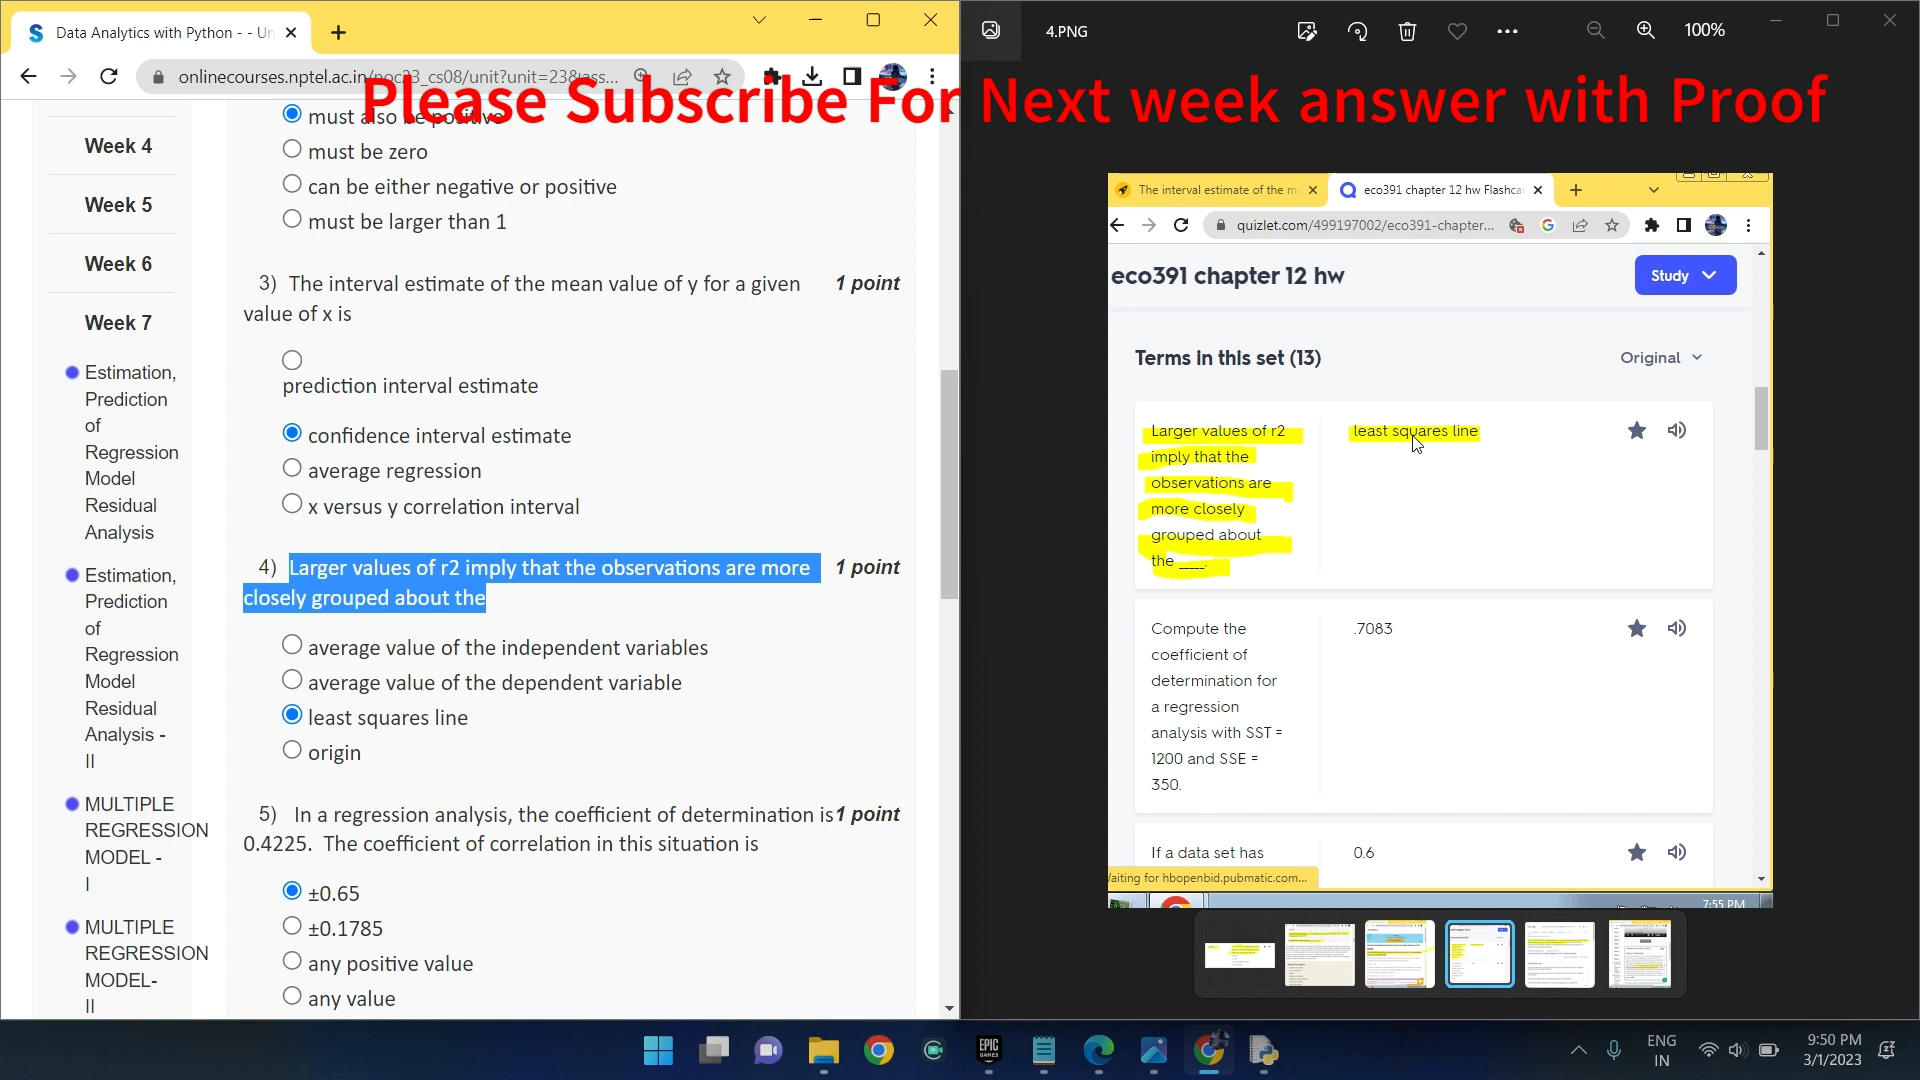 Data Analytics with Python - - Un
4.PNG
100%
onlinecourses.nptel.ac.in/noc23_cs08/unit?unit=23&ass...
Please Subscribe For Next week answer with Proof
Week 4
Week 5
Week 6
Week 7
Estimation,
Prediction
of
Regression
Model
Residual
Analysis
Estimation,
Prediction
of
Regression
Model
Residual
Analysis -
II
MULTIPLE
REGRESSION
MODEL -
I
MULTIPLE
REGRESSION
MODEL-
II
must also be positive
must be zero
can be either negative or positive
must be larger than 1
3) The interval estimate of the mean value of y for a given 1 point
value of x is
prediction interval estimate
confidence interval estimate
average regression
x versus y correlation interval
4) Larger values of r2 imply that the observations are more 1 point
closely grouped about the
average value of the independent variables
average value of the dependent variable
least squares line
origin
5) In a regression analysis, the coefficient of determination is 1 point
0.4225. The coefficient of correlation in this situation is
±0.65
±0.1785
any positive value
any value
The interval estimate of the m
eco391 chapter 12 hw Flashca
quizlet.com/499197002/eco391-chapter...
eco391 chapter 12 hw
Study
Terms in this set (13)
Original
Larger values of r2
imply that the
observations are
more closely
grouped about
the _____.
least squares line
Compute the
coefficient of
determination for
a regression
analysis with SST =
1200 and SSE =
350.
.7083
If a data set has
0.6
Waiting for hbopenbid.pubmatic.com...
7:55 PM
EPIC
GAMES
ENG
IN
9:50 PM
3/1/2023